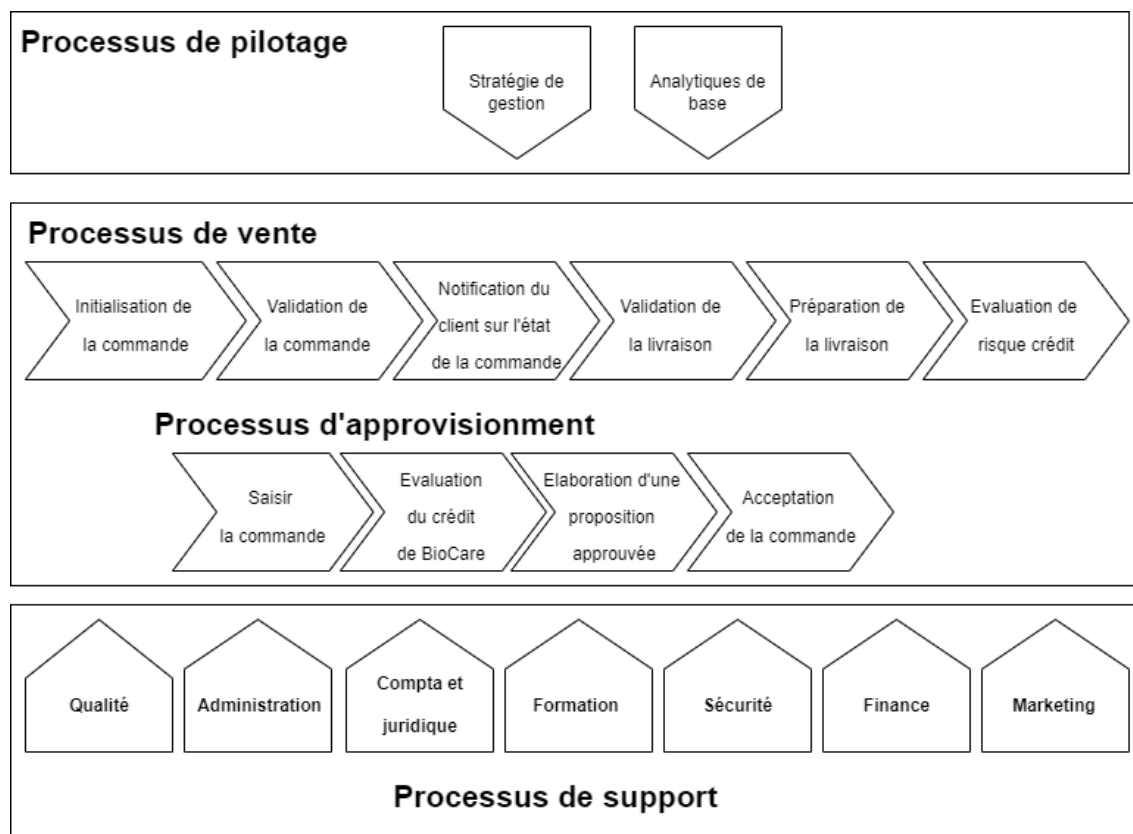 Processus de pilotage
Stratégie de
gestion
Analytiques de
base
Processus de vente
Initialisation de
la commande
Validation de
la commande
Notification du
client sur l'état
de la commande
Validation de
la livraison
Préparation de
la livraison
Evaluation de
risque crédit
Processus d'approvisionment
Saisir
la commande
Evaluation
du crédit
de BioCare
Elaboration d'une
proposition
approuvée
Acceptation
de la commande
Qualité
Administration
Compta et
juridique
Formation
Sécurité
Finance
Marketing
Processus de support